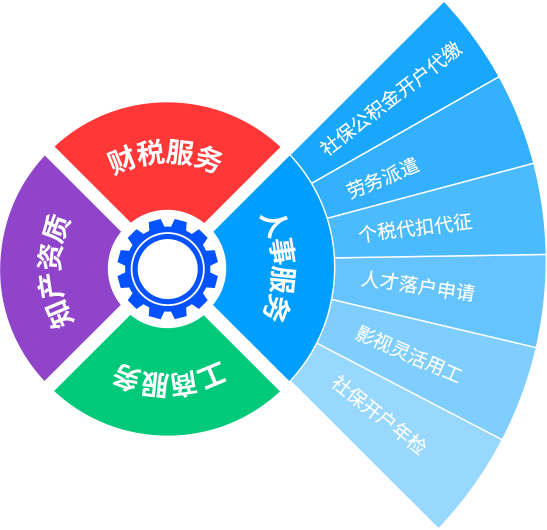 财税服务
知产资质
人事服务
工商服务
社保公积金开户代缴
劳务派遣
个税代扣代征
人才落户申请
影视灵活用工
社保开户年检